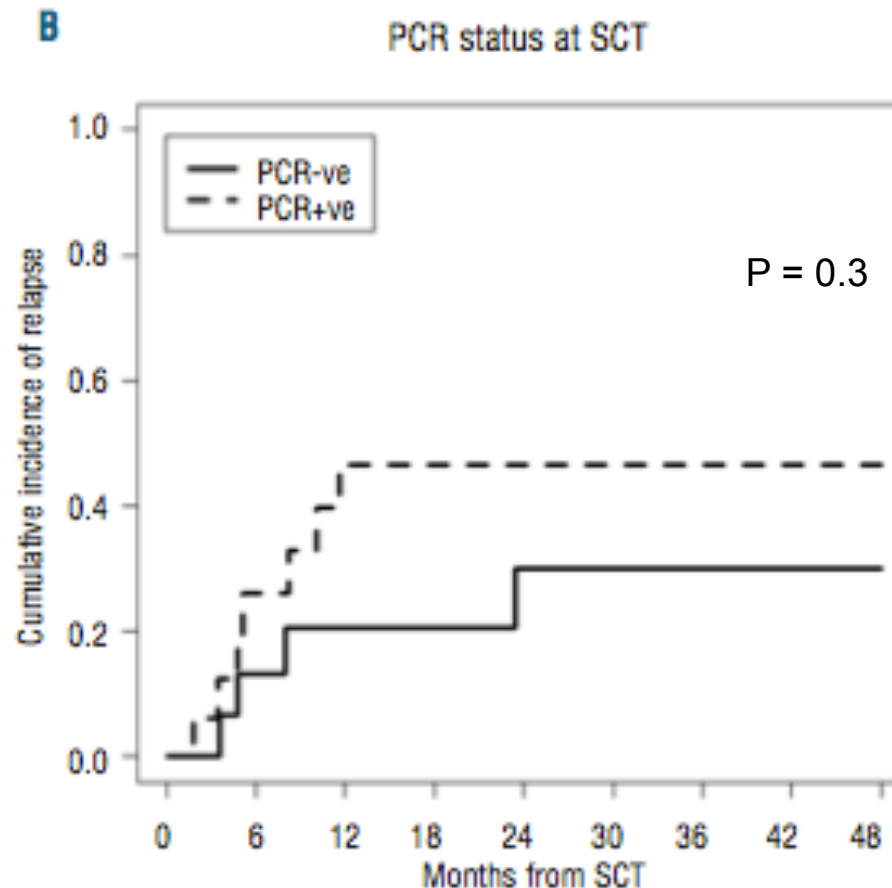 B
PCR status at SCT
1.0
PCR-ve
PCR+ve
0.8
P = 0.3
0.6
0.4
0.2
0.0
Cumulative incidence of relapse
0 6 12 18 24 30 36 42 48
Months from SCT